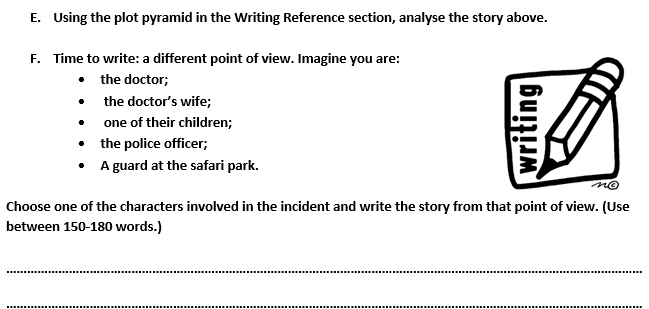 E. Using the plot pyramid in the Writing Reference section, analyse the story above.
F. Time to write: a different point of view. Imagine you are:
• the doctor;
• the doctor's wife;
• one of their children;
• the police officer;
• A guard at the safari park.
writing
Choose one of the characters involved in the incident and write the story from that point of view. (Use
between 150-180 words.)